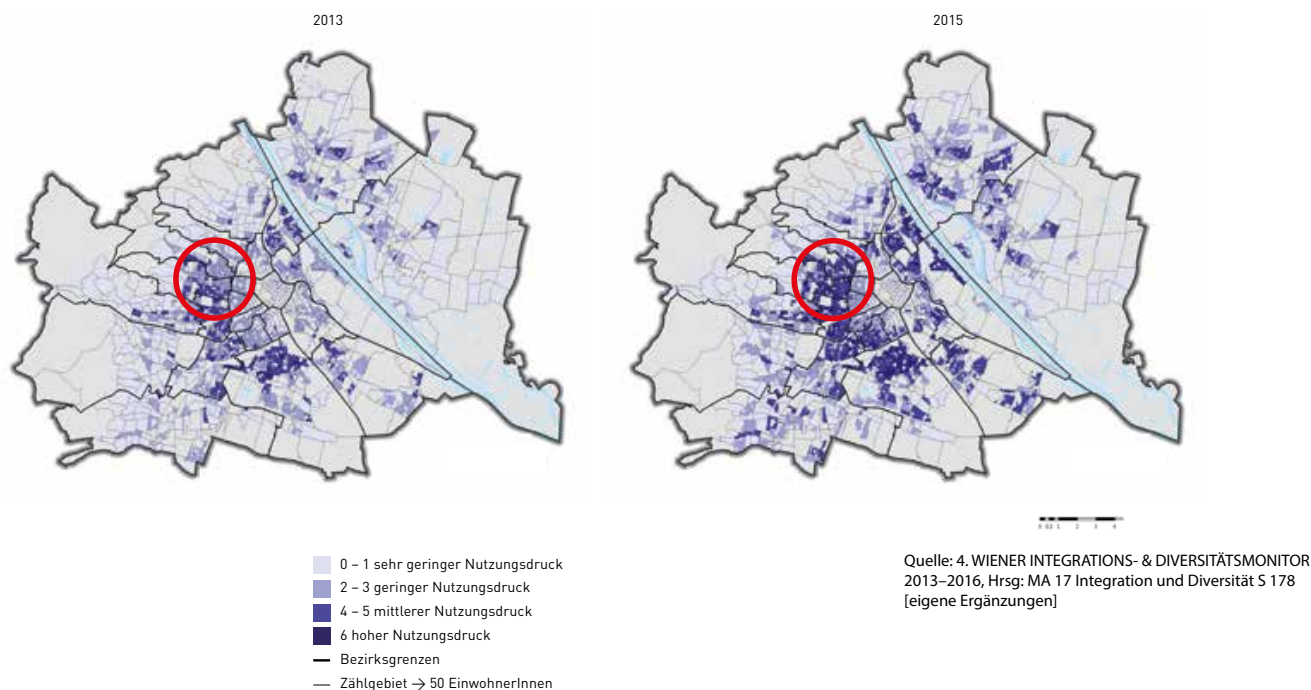 2013
2015
0 – 1 sehr geringer Nutzungsdruck
2 – 3 geringer Nutzungsdruck
4 – 5 mittlerer Nutzungsdruck
6 hoher Nutzungsdruck
Bezirksgrenzen
Zählgebiet → 50 EinwohnerInnen
Quelle: 4. WIENER INTEGRATIONS- & DIVERSITÄTSMONITOR
2013–2016, Hrsg: MA 17 Integration und Diversität S 178
[eigene Ergänzungen]